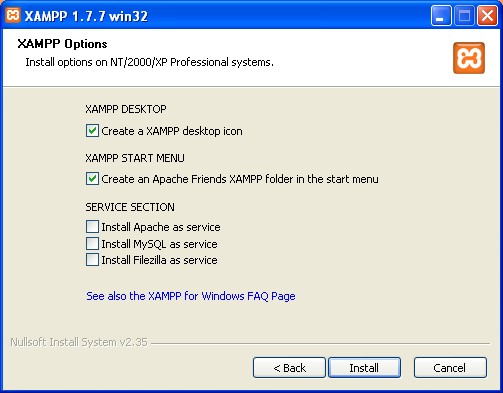 XAMPP 1.7.7 win32
XAMPP Options
Install options on NT/2000/XP Professional systems.
XAMPP DESKTOP
Create a XAMPP desktop icon
XAMPP START MENU
Create an Apache Friends XAMPP folder in the start menu
SERVICE SECTION
Install Apache as service
Install MySQL as service
Install Filezilla as service
See also the XAMPP for Windows FAQ Page
Nullsoft Install System v2.35
< Back Install Cancel